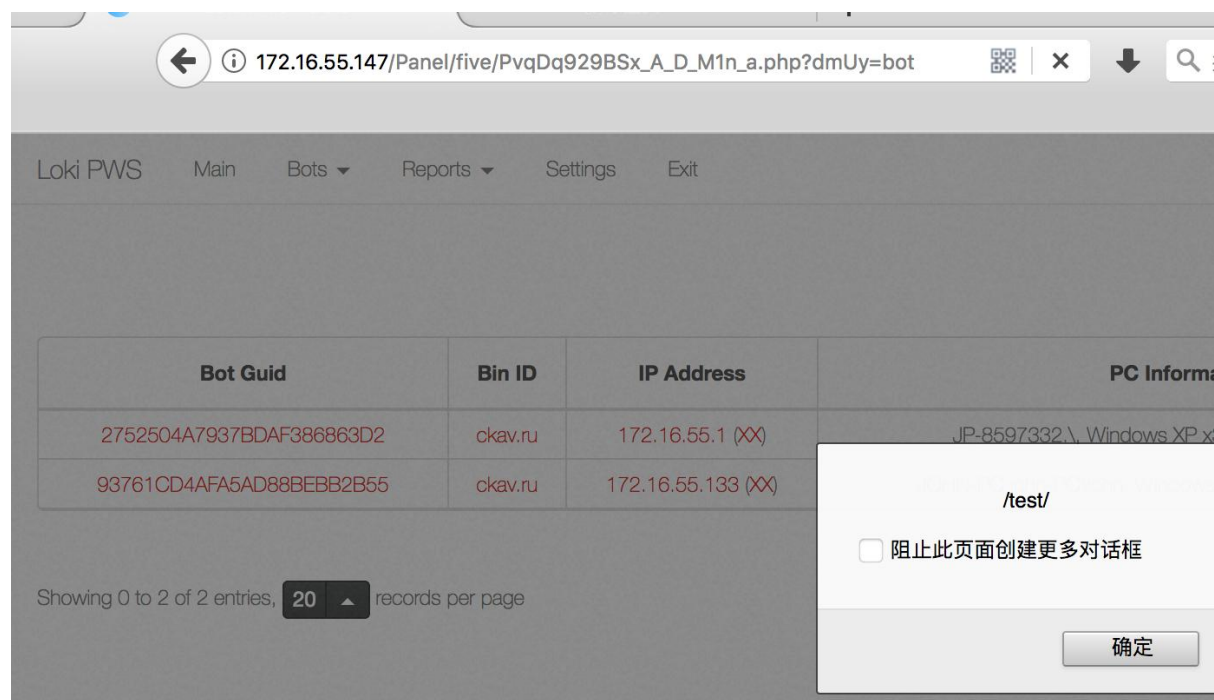 172.16.55.147/Panel/five/PvqDq929BSx_A_D_M1n_a.php?dmUy=bot
Loki PWS Main Bots Reports Settings Exit
Bot Guid Bin ID IP Address PC Informa
2752504A7937BDAF386863D2 ckav.ru 172.16.55.1 (XX) JP-8597332.\, Windows XP x
93761CD4AFA5AD88BEBB2B55 ckav.ru 172.16.55.133 (XX)
/test/
阻止此页面创建更多对话框
Showing 0 to 2 of 2 entries, 20 records per page
确定